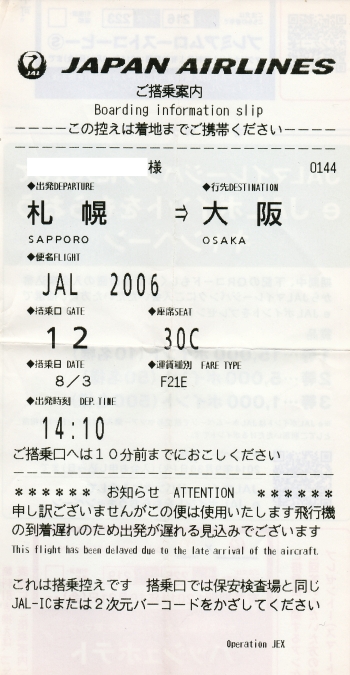 JAL JAPAN AIRLINES
ご搭乗案内
Boarding information slip
この控えは着地までご携帯ください
様 0144
◆出発DEPARTURE ◆行先DESTINATION
札幌 ⇒ 大阪
SAPPORO OSAKA
◆便名FLIGHT
JAL 2006
◆搭乗口 GATE ◆座席SEAT
12 30C
◆搭乗日 DATE ◆運賃種別 FARE TYPE
8/3 F21E
◆出発時刻 DEP.TIME
14:10
ご搭乗口へは10分前までにおこしください
****** お知らせ ATTENTION ******
申し訳ございませんがこの便は使用いたします飛行機
の到着遅れのため出発が遅れる見込みでございます
This flight has been delayed due to the late arrival of the aircraft.
これは搭乗控えです 搭乗口では保安検査場と同じ
JAL-ICまたは2次元バーコードをかざしてください
Operation JEX